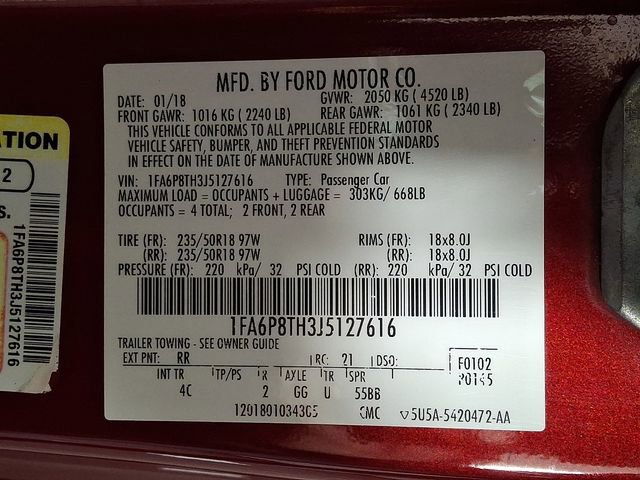 MFD. BY FORD MOTOR CO.
DATE: 01/18 GVWR: 2050 KG ( 4520 LB)
FRONT GAWR: 1016 KG ( 2240 LB) REAR GAWR: 1061 KG ( 2340 LB)
THIS VEHICLE CONFORMS TO ALL APPLICABLE FEDERAL MOTOR
VEHICLE SAFETY, BUMPER, AND THEFT PREVENTION STANDARDS
IN EFFECT ON THE DATE OF MANUFACTURE SHOWN ABOVE.
VIN: 1FA6P8TH3J5127616 TYPE: Passenger Car
MAXIMUM LOAD = OCCUPANTS + LUGGAGE = 303KG/ 668LB
OCCUPANTS = 4 TOTAL; 2 FRONT, 2 REAR
TIRE (FR): 235/50R18 97W RIMS (FR): 18x8.0J
(RR): 235/50R18 97W (RR): 18x8.0J
PRESSURE (FR): 220 kPa/ 32 PSI COLD (RR): 220 kPa/ 32 PSI COLD
1FA6P8TH3J5127616
TRAILER TOWING - SEE OWNER GUIDE
EXT PNT: RR RC: 21 DSO: F0102
INT TR TP/PS R AXLE TR SPR
4C 2 GG U 55BB
CMC 5U5A-5420472-AA
TION
2
S.
1FA6P8TH3J5127616